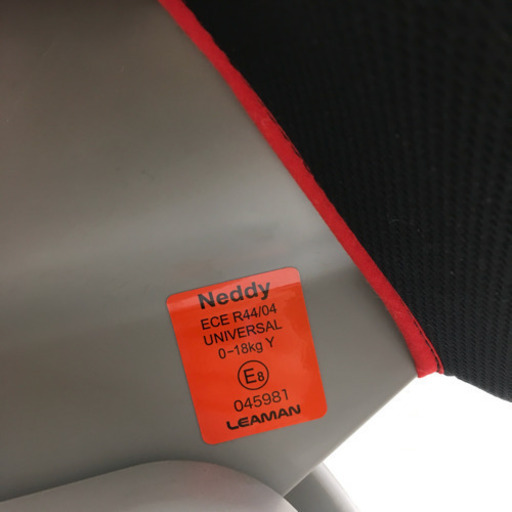 Neddy
ECE R44/04
UNIVERSAL
0-18kg Y
E8
045981
LEAMAN